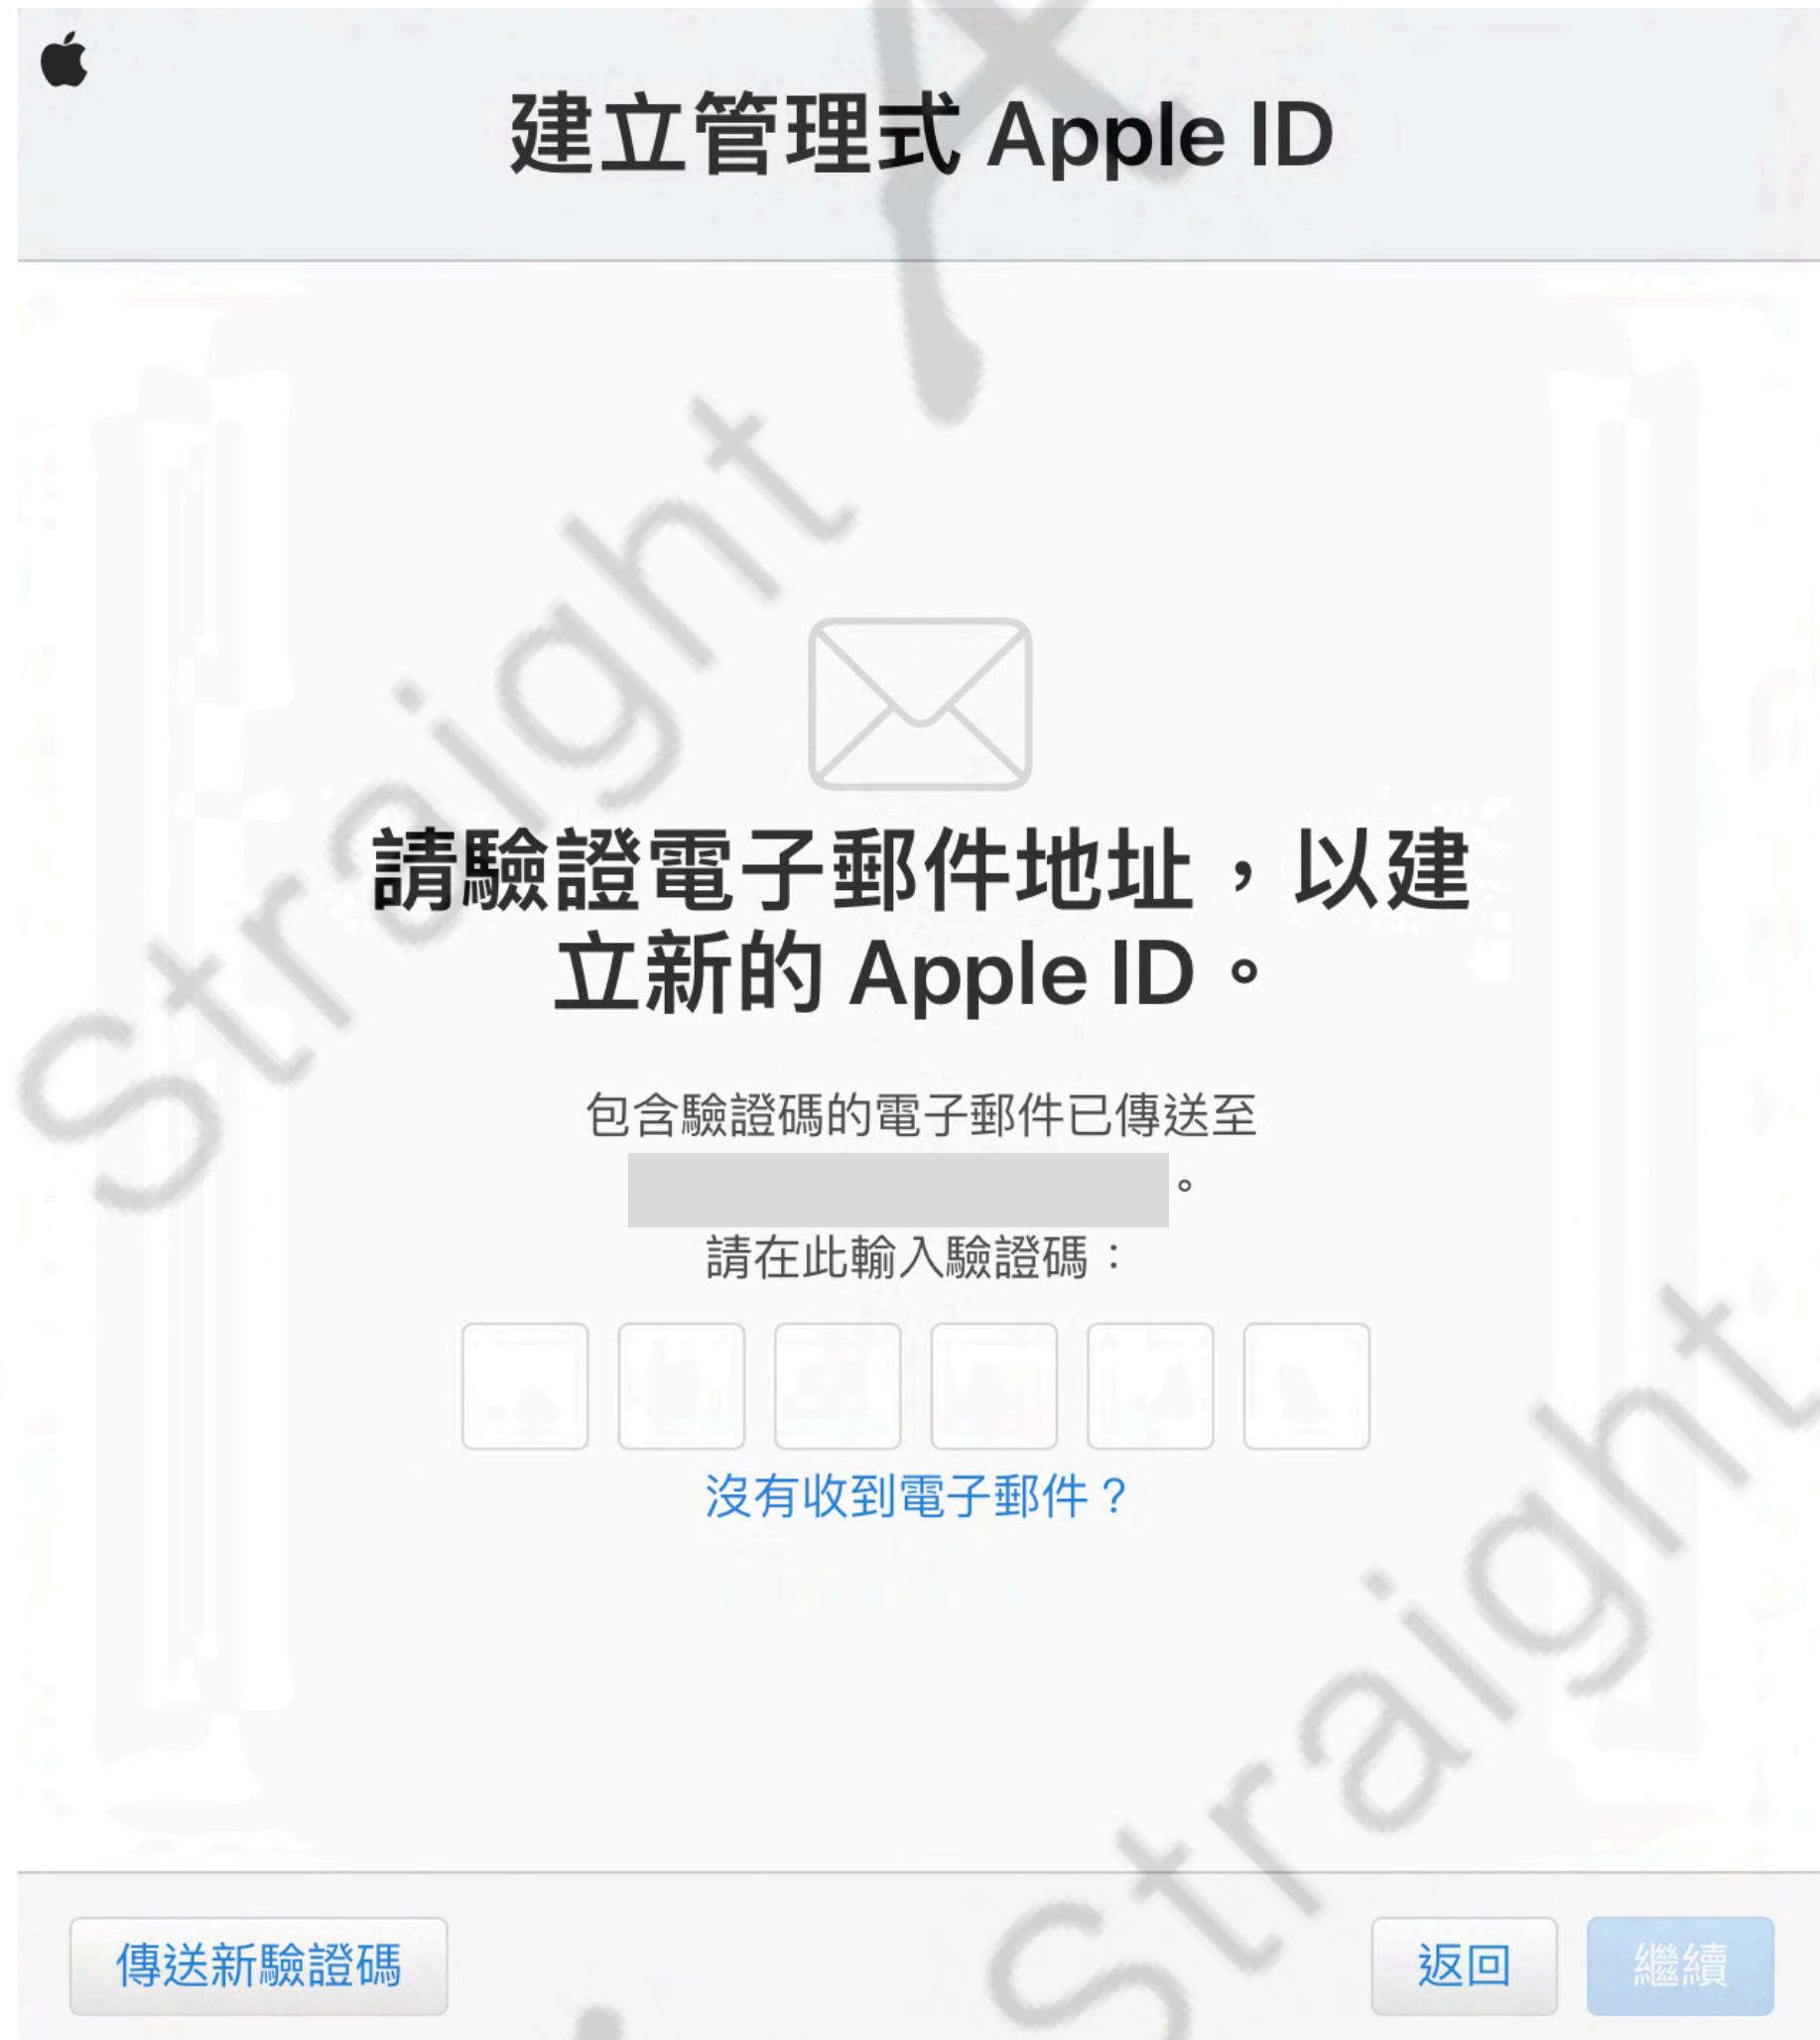 建立管理式 Apple ID
請驗證電子郵件地址，以建
立新的 Apple ID。
包含驗證碼的電子郵件已傳送至
。
請在此輸入驗證碼：
沒有收到電子郵件？
傳送新驗證碼
返回
繼續
Straight
Straight